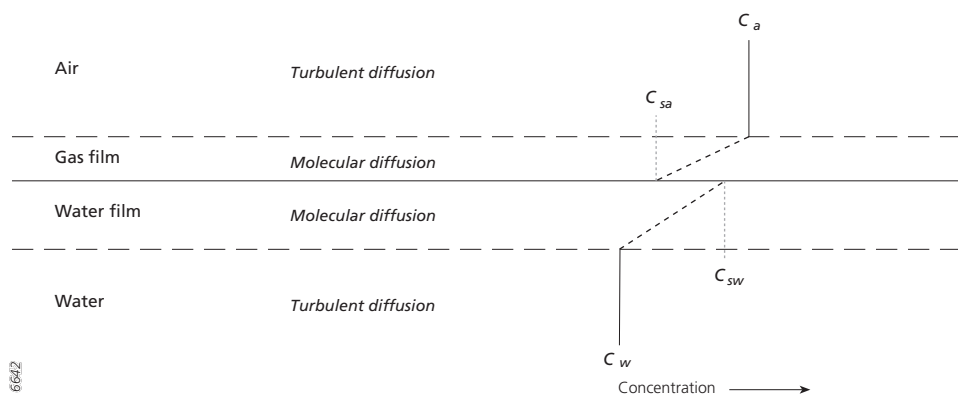 C a
Air
Turbulent diffusion
C sa
Gas film
Molecular diffusion
Water film
Molecular diffusion
C sw
Water
Turbulent diffusion
C w
6642
Concentration